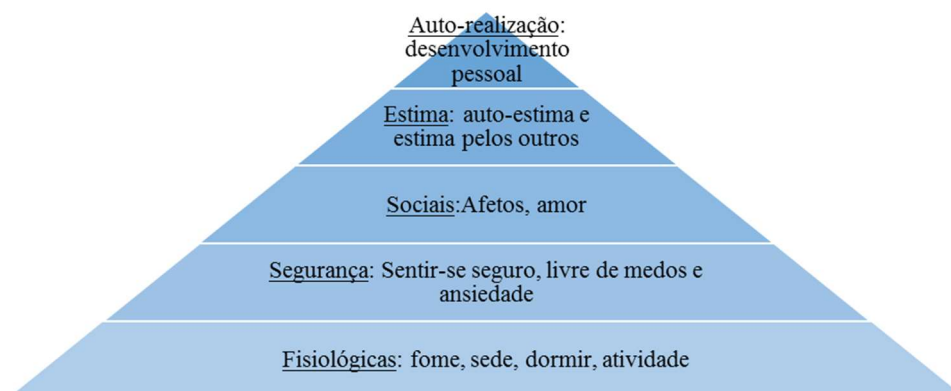 Auto-realização:
desenvolvimento
pessoal
Estima: auto-estima e
estima pelos outros
Sociais:Afetos, amor
Segurança: Sentir-se seguro, livre de medos e
ansiedade
Fisiológicas: fome, sede, dormir, atividade